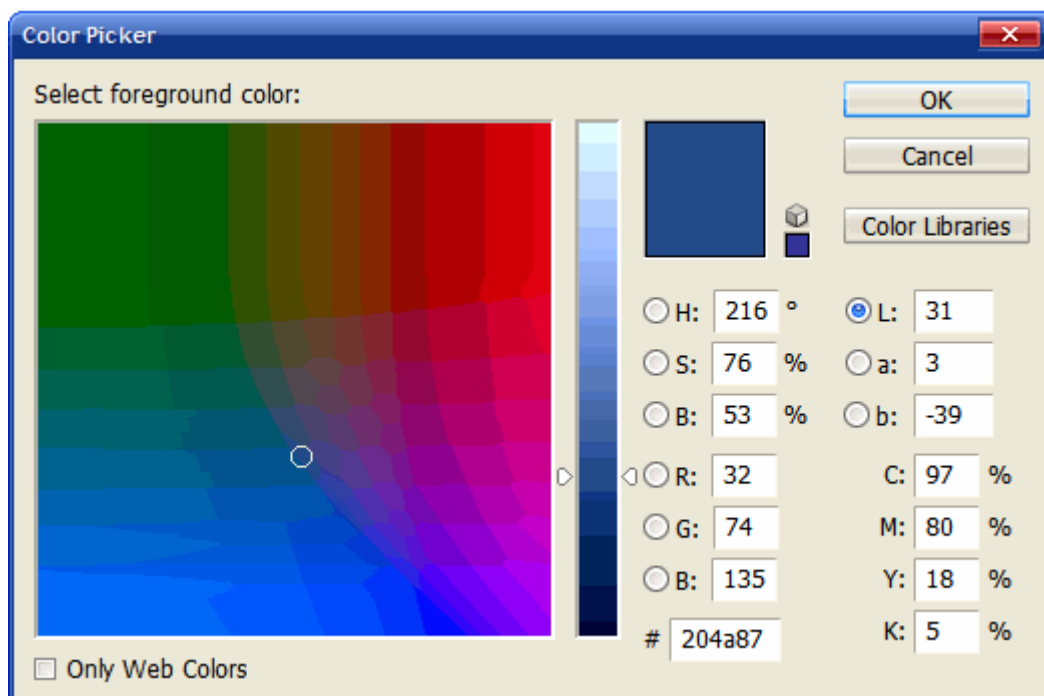 Color Picker
Select foreground color:
OK
Cancel
Color Libraries
H: 216 °
L: 31
S: 76 %
a: 3
B: 53 %
b: -39
R: 32
C: 97 %
G: 74
M: 80 %
B: 135
Y: 18 %
# 204a87
K: 5 %
Only Web Colors